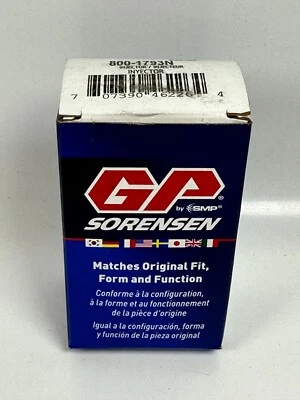 800-1793N
INJECTOR / INJECTEUR
INYECTOR
7 07390 46226 4
GP®
by SMP®
SORENSEN
Matches Original Fit,
Form and Function
Conforme à la configuration,
à la forme et au fonctionnement
de la pièce d'origine
Igual a la configuración, forma
y función de la pieza original